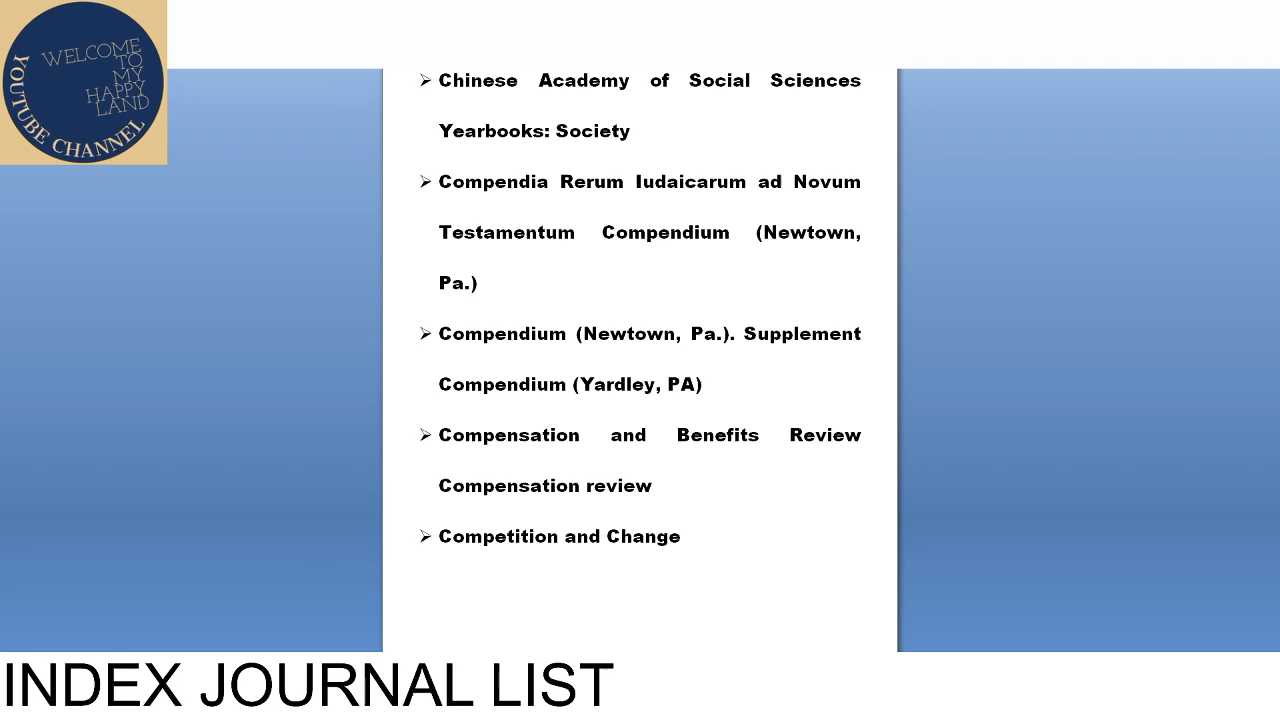 WELCOME
TO
MY
HAPPY
LAND
YOUTUBE CHANNEL
➢ Chinese Academy of Social Sciences
Yearbooks: Society
➢ Compendia Rerum Iudaicarum ad Novum
Testamentum Compendium (Newtown,
Pa.)
➢ Compendium (Newtown, Pa.). Supplement
Compendium (Yardley, PA)
➢ Compensation and Benefits Review
Compensation review
➢ Competition and Change
INDEX JOURNAL LIST